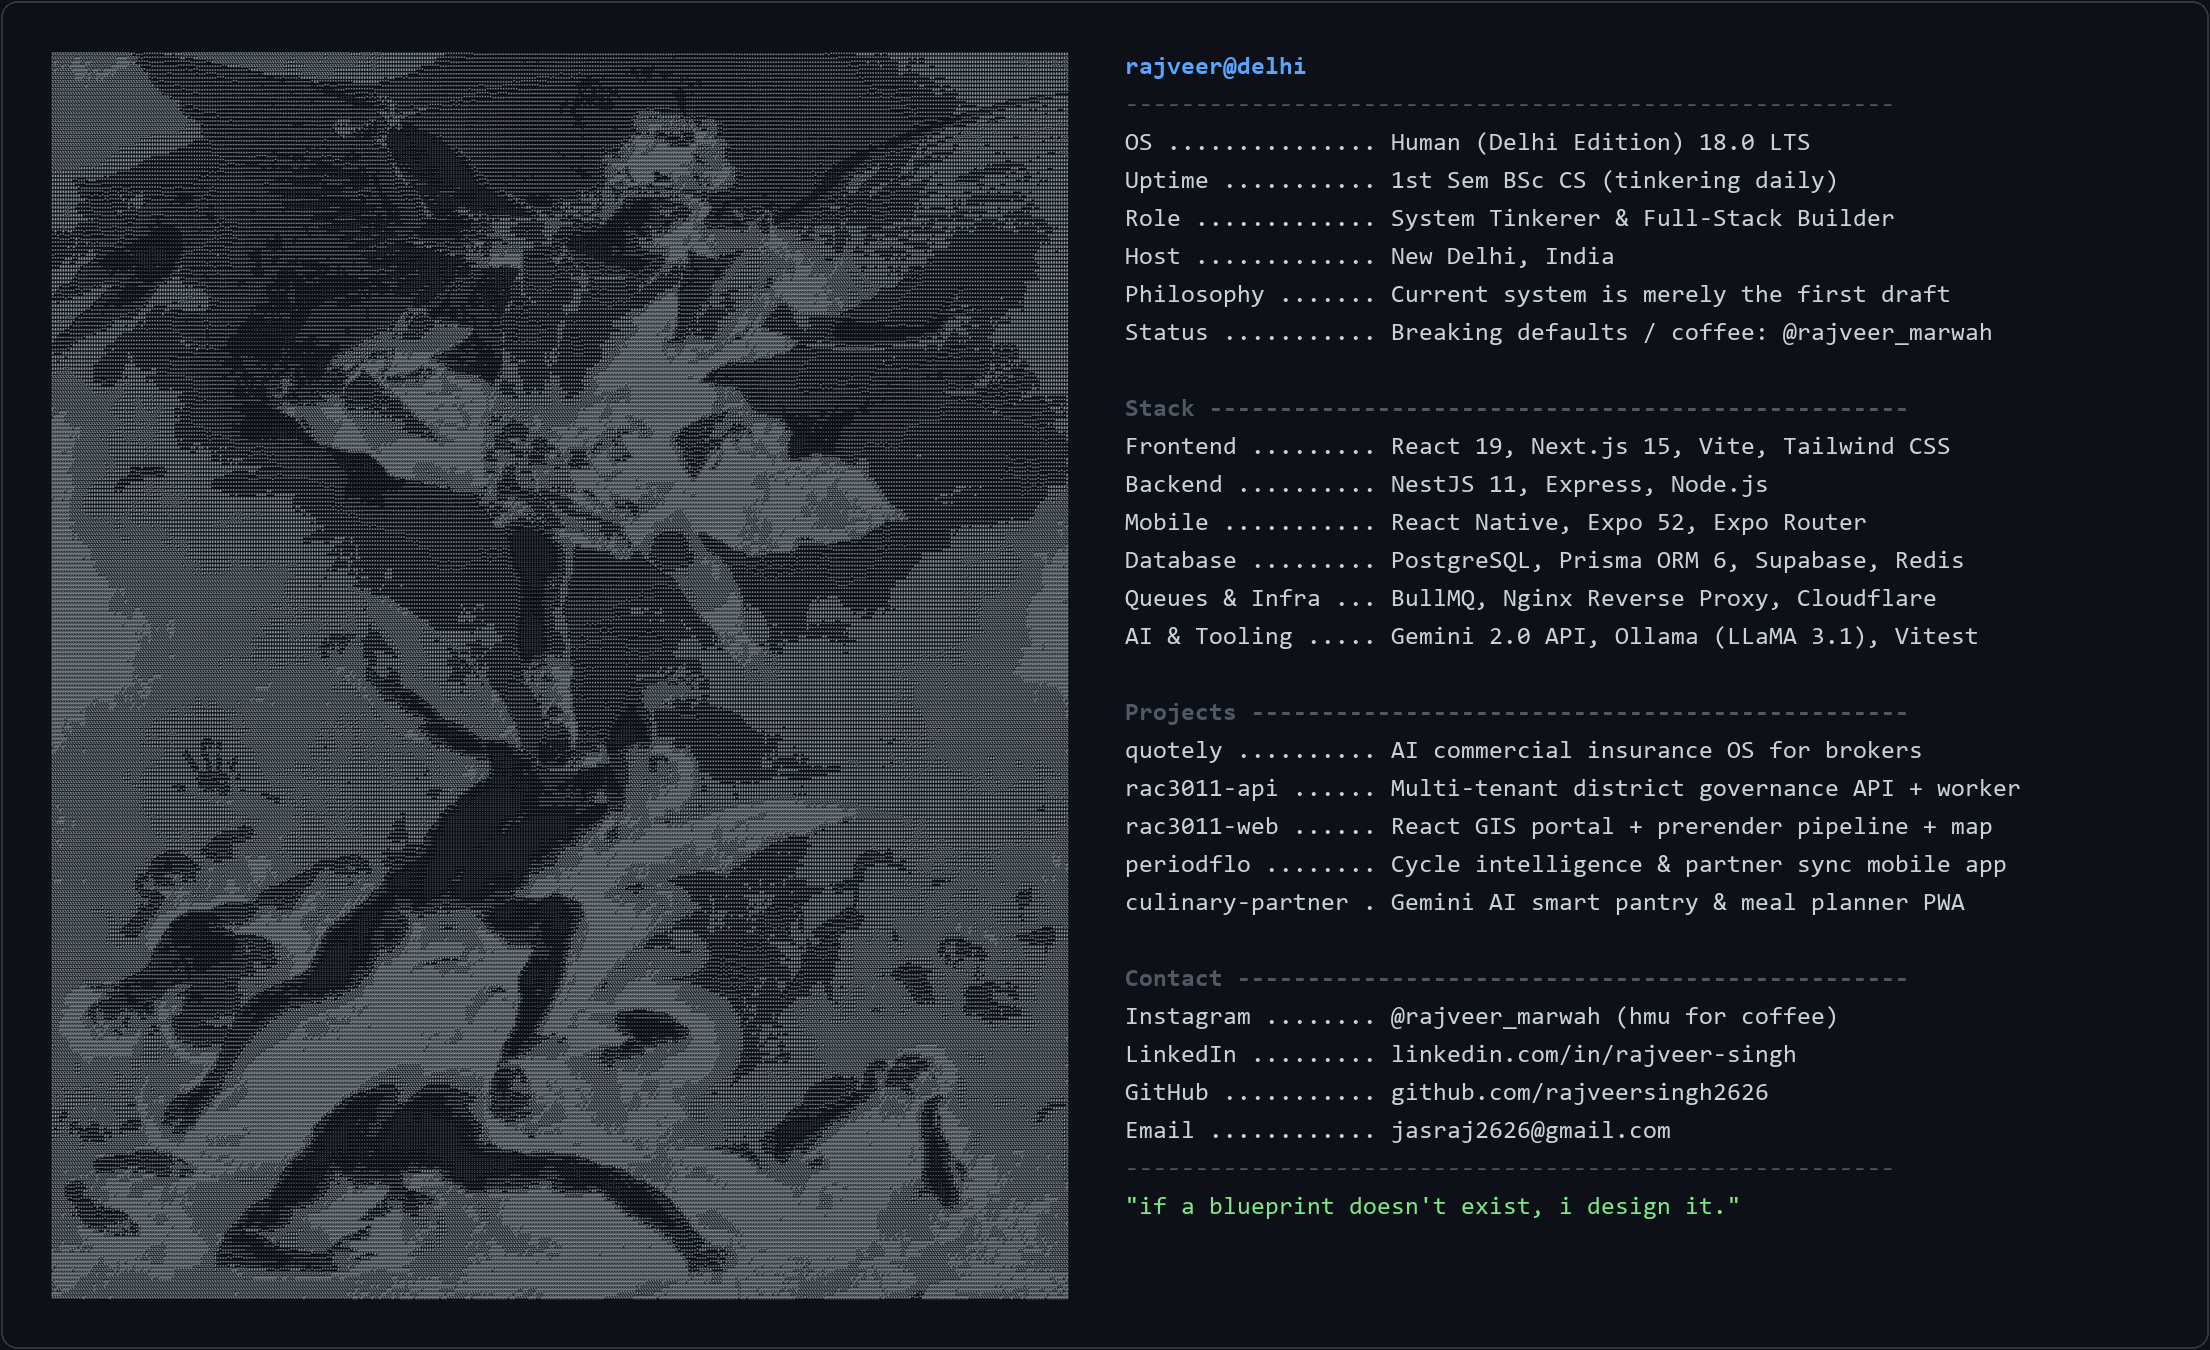 rajveer@delhi
-------------------------------------------------------
OS ............... Human (Delhi Edition) 18.0 LTS
Uptime ........... 1st Sem BSc CS (tinkering daily)
Role ............. System Tinkerer & Full-Stack Builder
Host ............. New Delhi, India
Philosophy ....... Current system is merely the first draft
Status ........... Breaking defaults / coffee: @rajveer_marwah
Stack --------------------------------------------------
Frontend ......... React 19, Next.js 15, Vite, Tailwind CSS
Backend .......... NestJS 11, Express, Node.js
Mobile ........... React Native, Expo 52, Expo Router
Database ......... PostgreSQL, Prisma ORM 6, Supabase, Redis
Queues & Infra ... BullMQ, Nginx Reverse Proxy, Cloudflare
AI & Tooling ..... Gemini 2.0 API, Ollama (LLaMA 3.1), Vitest
Projects -----------------------------------------------
quotely .......... AI commercial insurance OS for brokers
rac3011-api ...... Multi-tenant district governance API + worker
rac3011-web ...... React GIS portal + prerender pipeline + map
periodflo ........ Cycle intelligence & partner sync mobile app
culinary-partner . Gemini AI smart pantry & meal planner PWA
Contact ------------------------------------------------
Instagram ........ @rajveer_marwah (hmu for coffee)
LinkedIn ......... linkedin.com/in/rajveer-singh
GitHub ........... github.com/rajveersingh2626
Email ............ jasraj2626@gmail.com
-------------------------------------------------------
"if a blueprint doesn't exist, i design it."